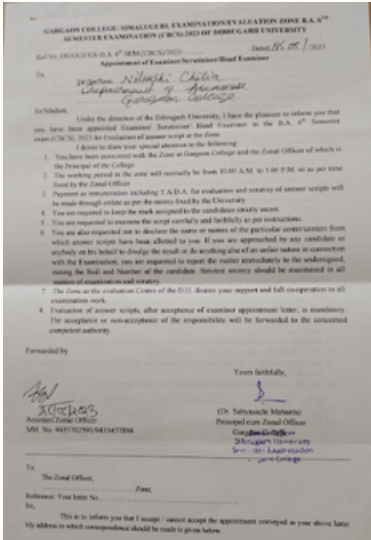 GARGAON COLLEGE: SIMALUGURI, EXAMINATION/EVALUATION ZONE B.A. 6TH
SEMESTER EXAMINATION (CBCS)-2023 OF DIBRUGARH UNIVERSITY
Dated
Appointment of Examiner/Scrutinizer/Head Examiner
To,
Department of Assamese
Gargaon College
Sir/Madam,
Under the direction of the Dibrugarh University, I have the pleasure to inform you
you have been appointed Examiner/ Scrutinizer/ Head Examiner in the B.A. 6th Semester
exam (CBCS), 2023 for Evaluation of answer script at the Zone.
I desire to draw your special attention to the following:
1. You have been associated with the Zone at Gargaon College and the Zonal Officer of which is
the Principal of the College.
2. The working period in the zone will normally be from 10.00 A.M. to 5.00 P.M. or as per time
fixed by the Zonal Officer
3. Payment of remuneration including T.A/D.A. for evaluation and scrutiny of answer scripts will
be made through online as per the norms fixed by the University.
4. You are required to keep the mark assigned to the candidates strictly secret.
5. You are required to examine the script carefully and faithfully as per instructions.
6. You are also requested not to disclose the name or names of the particular center/centers from
which answer scripts have been allotted to you. If you are approached by any candidate or
anybody on his behalf to divulge the result or do anything else of an unfair nature in connection
with the Examination, you are requested to report the matter immediately to the undersigned,
stating the Roll and Number of the candidate. Strictest secrecy should be maintained in all
matters of examination and scrutiny.
7. The Zone as the evaluation Centre of the D.U desires your support and full co-operation in all
examination work.
8. Evaluation of answer scripts, after acceptance of examiner appointment letter, is mandatory.
The acceptance or non-acceptance of the responsibility will be forwarded to the concerned
competent authority.
Forwarded by
Yours faithfully,
(Dr. Sabyasachi Mahanta)
Assistant Zonal Officer
Principal cum Zonal Officer
Dibrugarh University
To,
The Zonal Officer,
Zone,
Reference: Your letter No
Sir,
This is to inform you that I accept / cannot accept the appointment conveyed in your above letter
My address to which correspondence should be made is given below.